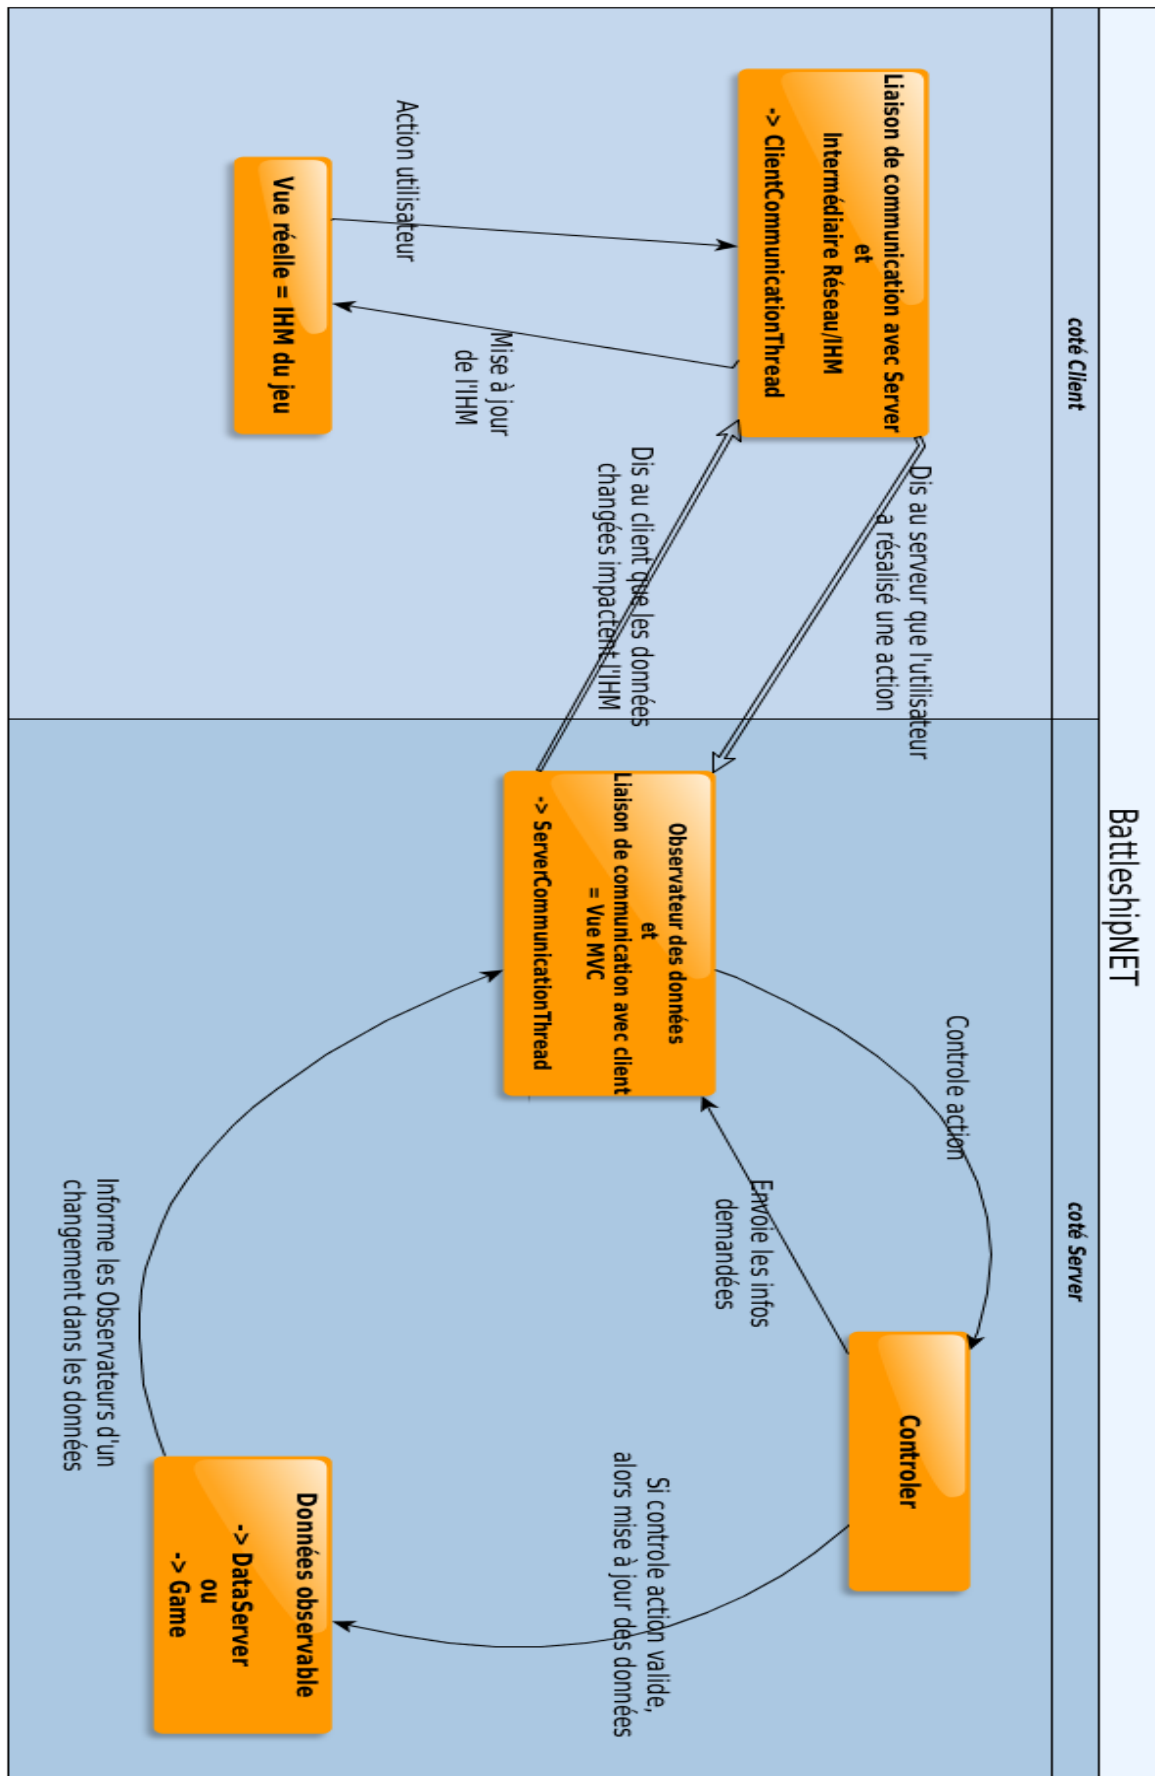 BattleshipNET
coté Client
coté Server
Liaison de communication avec Server
et
Intermédiaire Réseau/IHM
-> ClientCommunicationThread
Action utilisateur
Mise à jour
de l'IHM
Vue réelle = IHM du jeu
Dis au serveur que l'utilisateur
a résalisé une action
Dis au client que les données
changées impactent l'IHM
Observateur des données
et
Liaison de communication avec client
= Vue MVC
-> ServerCommunicationThread
Controle action
Envoie les infos
demandées
Controler
Si controle action valide,
alors mise à jour des données
Informe les Observateurs d'un
changement dans les données
Données observable
-> DataServer
ou
-> Game